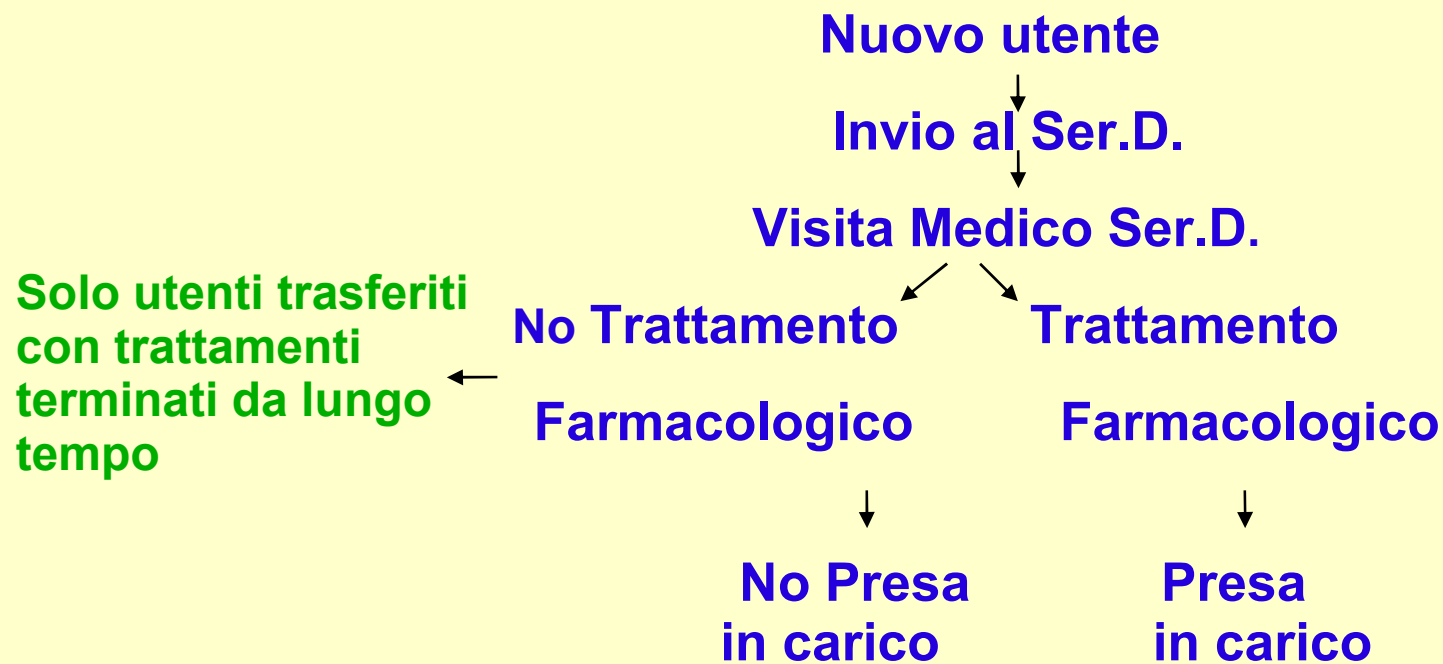 Nuovo utente
Invio al Ser.D.
Visita Medico Ser.D.
Solo utenti trasferiti
con trattamenti
terminati da lungo
tempo
No Trattamento
Farmacologico
Trattamento
Farmacologico
No Presa
in carico
Presa
in carico